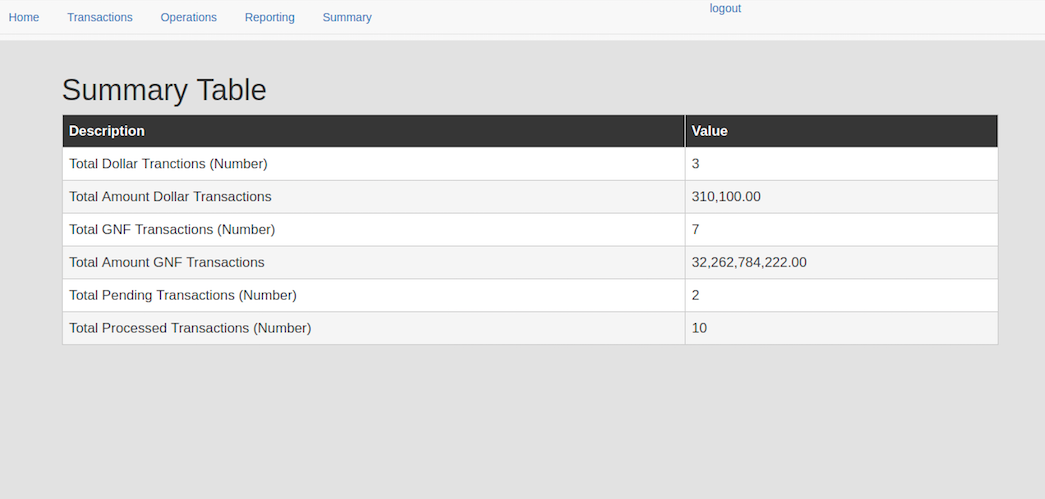 Home Transactions Operations Reporting Summary logout
Summary Table
Description Value
Total Dollar Tranctions (Number) 3
Total Amount Dollar Transactions 310,100.00
Total GNF Transactions (Number) 7
Total Amount GNF Transactions 32,262,784,222.00
Total Pending Transactions (Number) 2
Total Processed Transactions (Number) 10